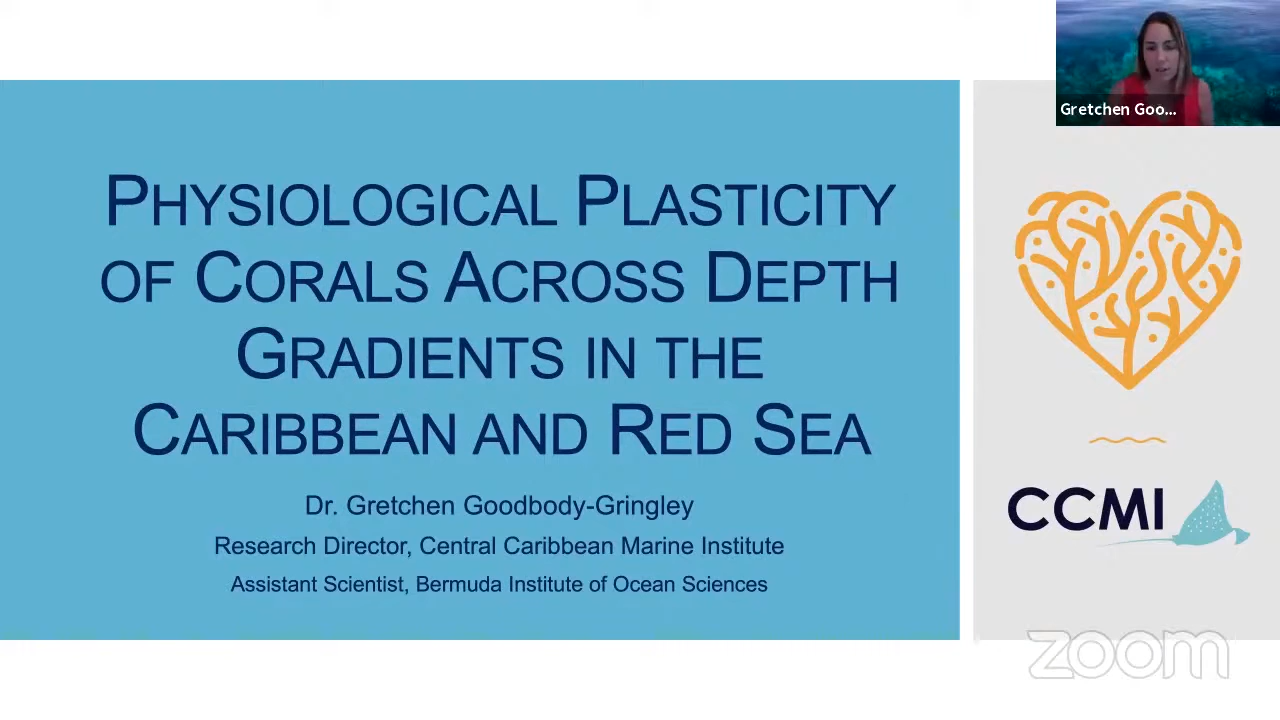 Gretchen Goo...
PHYSIOLOGICAL PLASTICITY
OF CORALS ACROSS DEPTH
GRADIENTS IN THE
CARIBBEAN AND RED SEA
Dr. Gretchen Goodbody-Gringley
Research Director, Central Caribbean Marine Institute
Assistant Scientist, Bermuda Institute of Ocean Sciences
CCMI
zoom